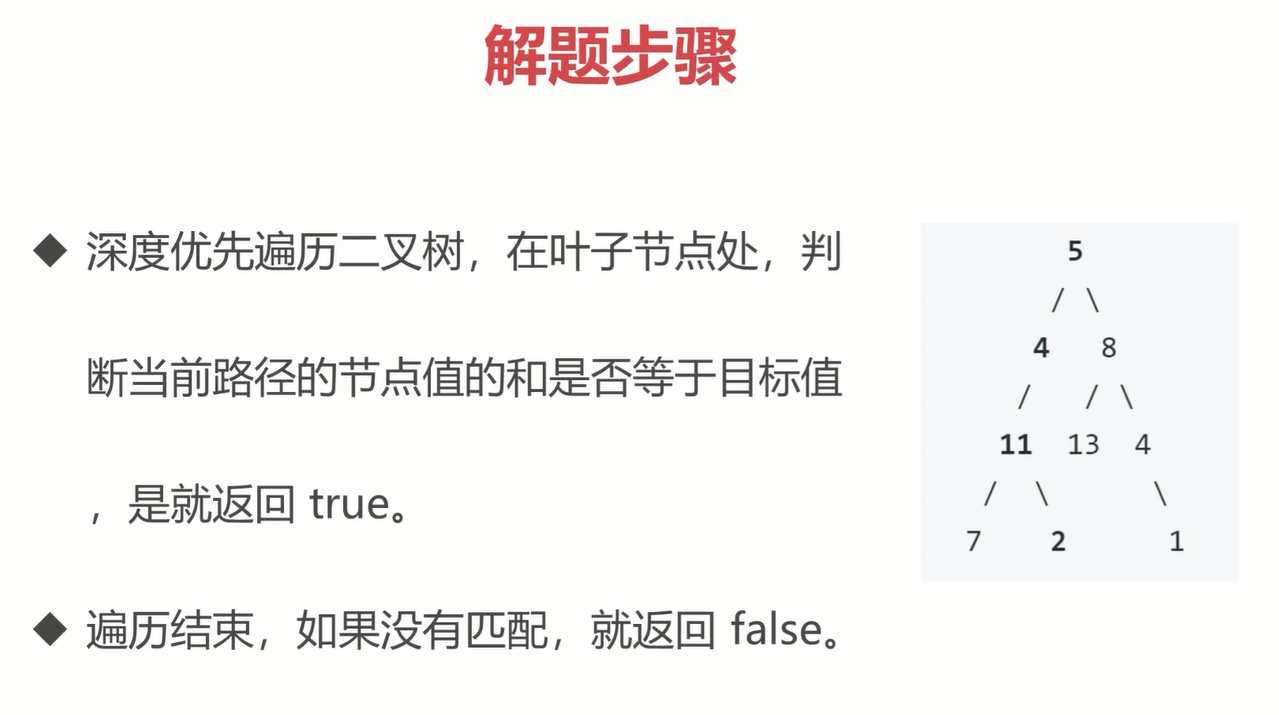 解题步骤
◆ 深度优先遍历二叉树，在叶子节点处，判
断当前路径的节点值的和是否等于目标值
，是就返回 true。
◆ 遍历结束，如果没有匹配，就返回 false。
5
/ \
4 8
/ / \
11 13 4
/ \ \
7 2 1